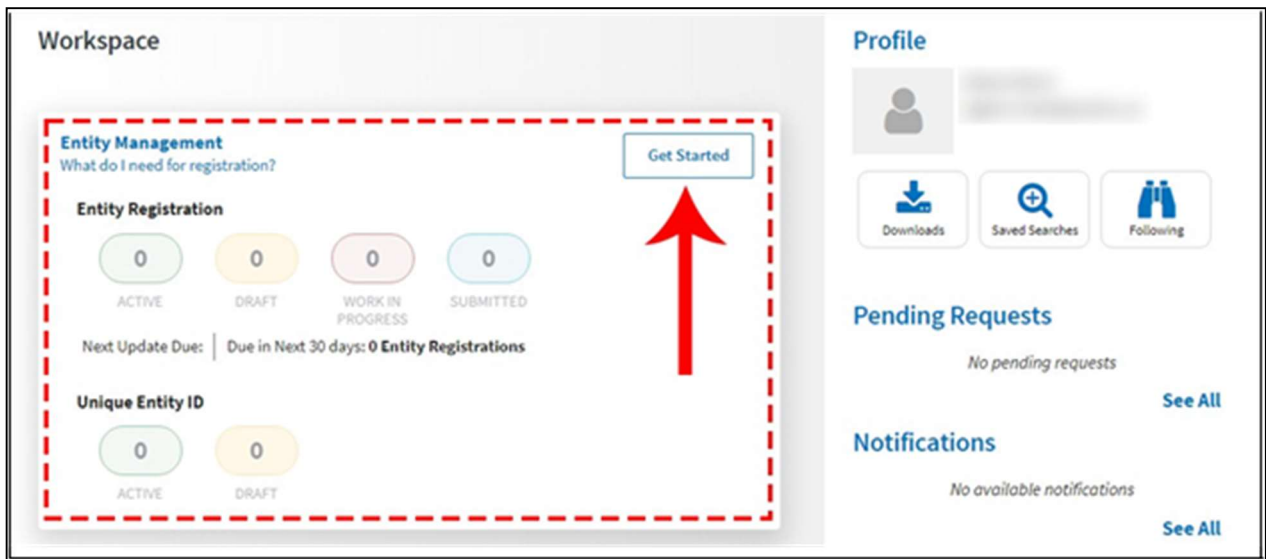 Workspace
Entity Management
What do I need for registration?
Get Started
Entity Registration
0 0 0 0
ACTIVE DRAFT WORK IN PROGRESS SUBMITTED
Next Update Due: Due in Next 30 days: 0 Entity Registrations
Unique Entity ID
0 0
ACTIVE DRAFT
Profile
Downloads Saved Searches Following
Pending Requests
No pending requests
See All
Notifications
No available notifications
See All